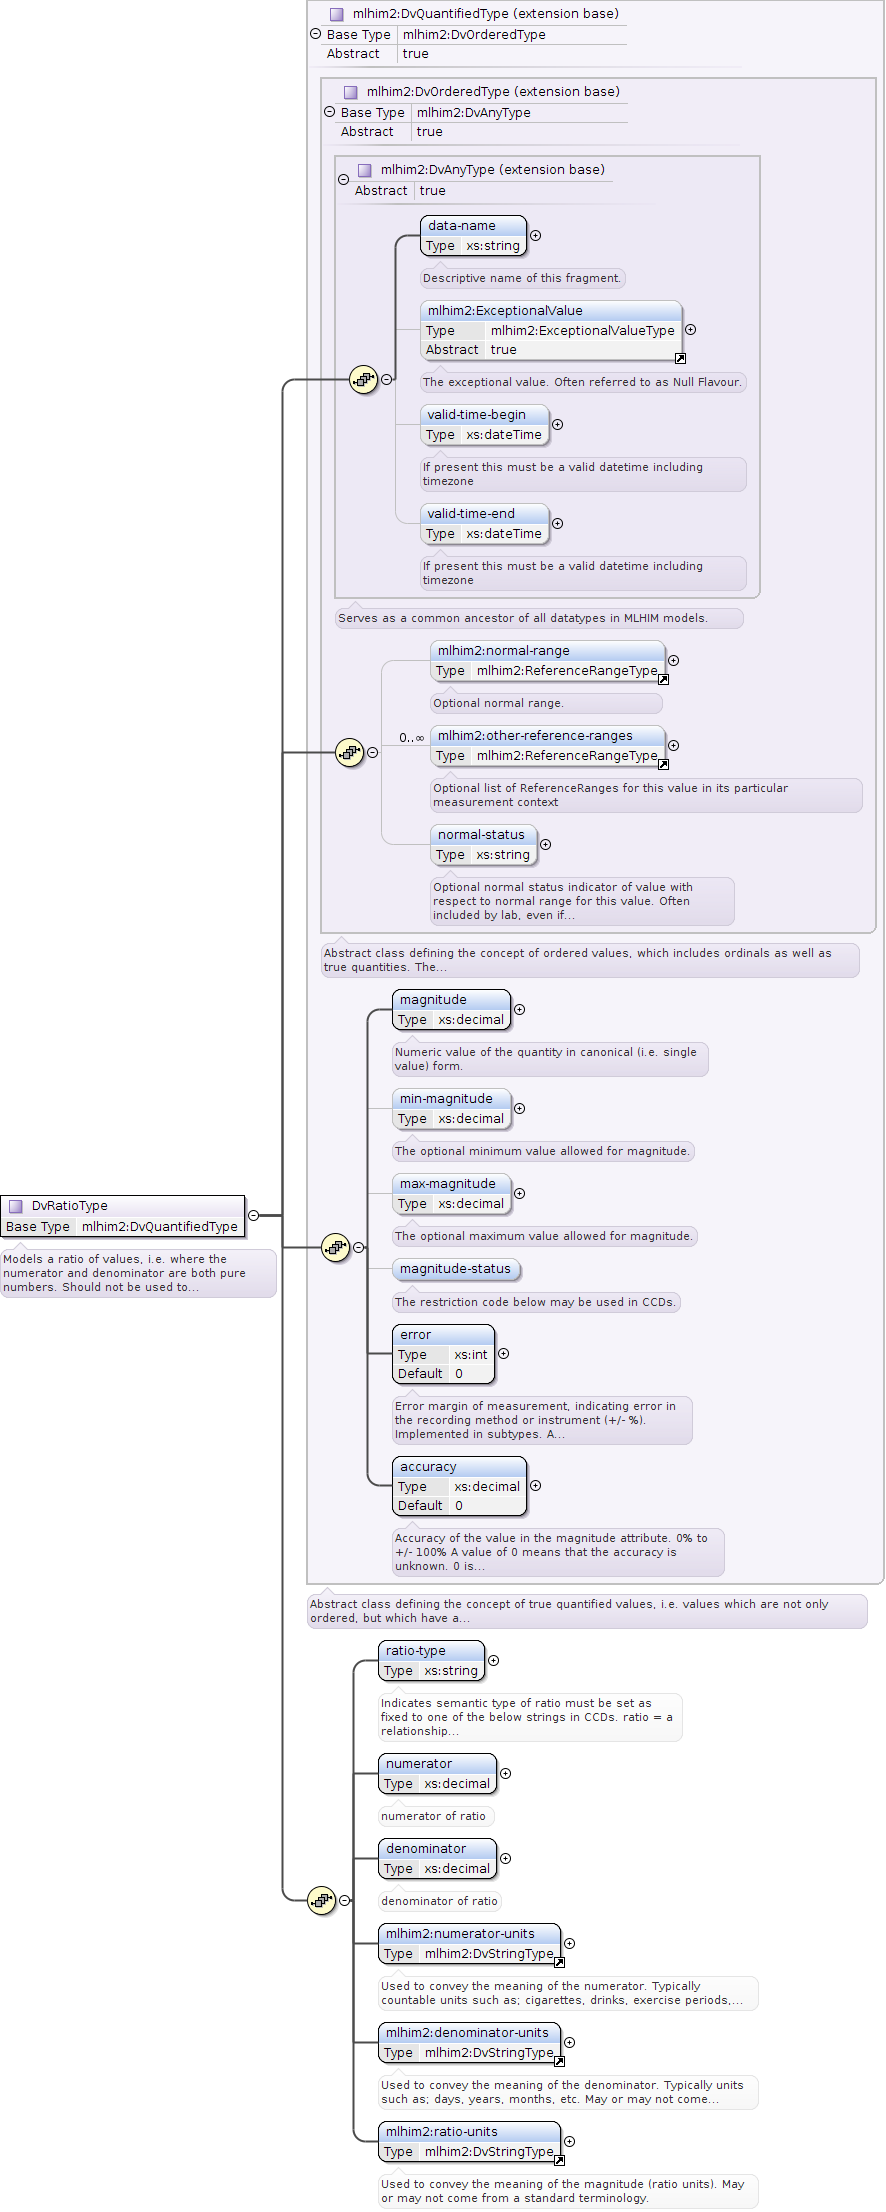 mlhim2:DvQuantifiedType (extension base)
Base Type mlhim2:DvOrderedType
Abstract true
mlhim2:DvOrderedType (extension base)
Base Type mlhim2:DvAnyType
Abstract true
mlhim2:DvAnyType (extension base)
Abstract true
data-name
Type xs:string
Descriptive name of this fragment.
mlhim2:ExceptionalValue
Type mlhim2:ExceptionalValueType
Abstract true
The exceptional value. Often referred to as Null Flavour.
valid-time-begin
Type xs:dateTime
If present this must be a valid datetime including
timezone
valid-time-end
Type xs:dateTime
If present this must be a valid datetime including
timezone
Serves as a common ancestor of all datatypes in MLHIM models.
mlhim2:normal-range
Type mlhim2:ReferenceRangeType
Optional normal range.
0..∞
mlhim2:other-reference-ranges
Type mlhim2:ReferenceRangeType
Optional list of ReferenceRanges for this value in its particular
measurement context
normal-status
Type xs:string
Optional normal status indicator of value with
respect to normal range for this value. Often
included by lab, even if...
Abstract class defining the concept of ordered values, which includes ordinals as well as
true quantities. The...
magnitude
Type xs:decimal
Numeric value of the quantity in canonical (i.e. single
value) form.
min-magnitude
Type xs:decimal
The optional minimum value allowed for magnitude.
max-magnitude
Type xs:decimal
The optional maximum value allowed for magnitude.
DvRatioType
Base Type mlhim2:DvQuantifiedType
Models a ratio of values, i.e. where the
numerator and denominator are both pure
numbers. Should not be used to...
magnitude-status
The restriction code below may be used in CCDs.
error
Type xs:int
Default 0
Error margin of measurement, indicating error in
the recording method or instrument (+/- %).
Implemented in subtypes. A...
accuracy
Type xs:decimal
Default 0
Accuracy of the value in the magnitude attribute. 0% to
+/- 100% A value of 0 means that the accuracy is
unknown. 0 is...
Abstract class defining the concept of true quantified values, i.e. values which are not only
ordered, but which have a...
ratio-type
Type xs:string
Indicates semantic type of ratio must be set as
fixed to one of the below strings in CCDs. ratio = a
relationship...
numerator
Type xs:decimal
numerator of ratio
denominator
Type xs:decimal
denominator of ratio
mlhim2:numerator-units
Type mlhim2:DvStringType
Used to convey the meaning of the numerator. Typically
countable units such as; cigarettes, drinks, exercise periods,...
mlhim2:denominator-units
Type mlhim2:DvStringType
Used to convey the meaning of the denominator. Typically units
such as; days, years, months, etc. May or may not come...
mlhim2:ratio-units
Type mlhim2:DvStringType
Used to convey the meaning of the magnitude (ratio units). May
or may not come from a standard terminology.